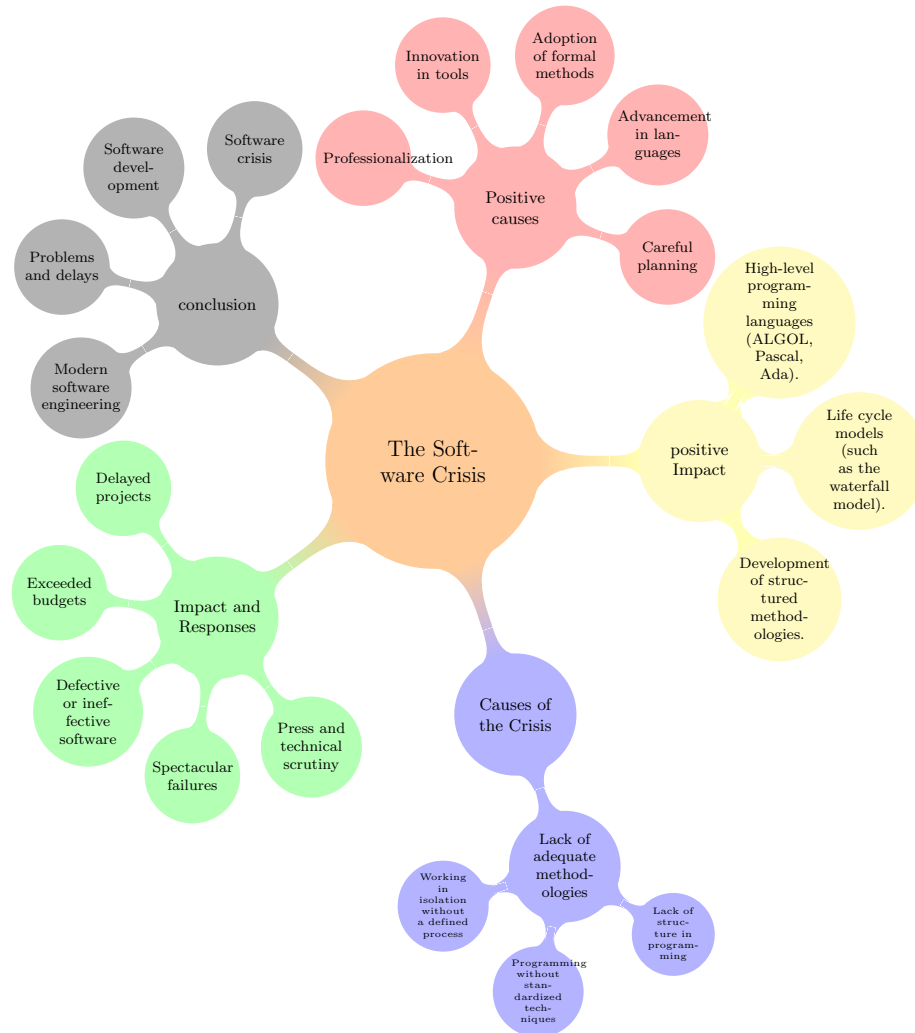 The Soft-
ware Crisis
Positive
causes
Professionalization
Innovation
in tools
Adoption
of formal
methods
Advancement
in lan-
guages
Careful
planning
positive
Impact
High-level
program-
ming
languages
(ALGOL,
Pascal,
Ada).
Life cycle
models
(such
as the
waterfall
model).
Development
of struc-
tured
method-
ologies.
Causes of
the Crisis
Lack of
adequate
method-
ologies
Working
in
isolation
without
a defined
process
Programming
without
stan-
dardized
tech-
niques
Lack of
struc-
ture in
program-
ming
Impact and
Responses
Delayed
projects
Exceeded
budgets
Defective
or inef-
fective
software
Spectacular
failures
Press and
technical
scrutiny
conclusion
Software
crisis
Software
devel-
opment
Problems
and delays
Modern
software
engineering